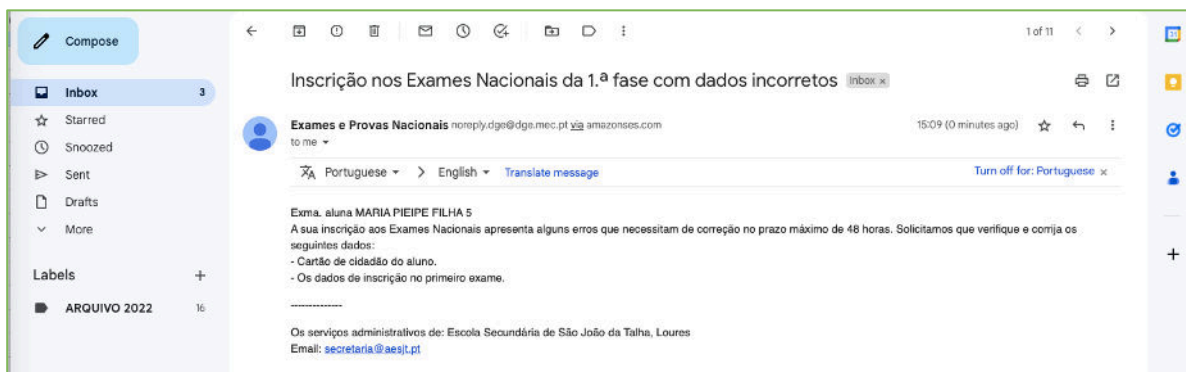 Compose
1 of 11
Inbox 3
Starred
Snoozed
Sent
Drafts
More
Labels +
ARQUIVO 2022 16
Inscrição nos Exames Nacionais da 1.ª fase com dados incorretos Inbox x
Exames e Provas Nacionais noreply.dge@dge.mec.pt via amazonses.com 15:09 (0 minutes ago)
to me
Portuguese > English Translate message Turn off for: Portuguese x
Exma. aluna MARIA PIEIPE FILHA 5
A sua inscrição aos Exames Nacionais apresenta alguns erros que necessitam de correção no prazo máximo de 48 horas. Solicitamos que verifique e corrija os
seguintes dados:
- Cartão de cidadão do aluno.
- Os dados de inscrição no primeiro exame.
--------------
Os serviços administrativos de: Escola Secundária de São João da Talha, Loures
Email: secretaria@aesjt.pt
31